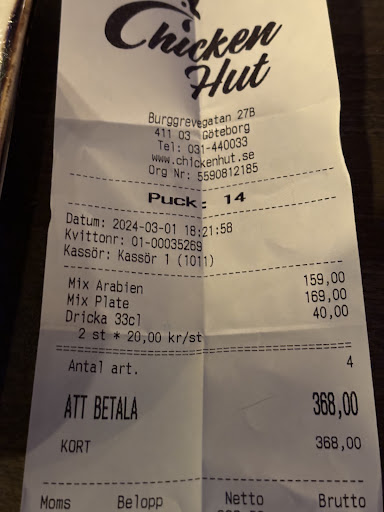 Chicken
Hut
Burggrevegatan 27B
411 03 Göteborg
Tel: 031-440033
www.chickenhut.se
Org Nr: 5590812185
Puck: 14
Datum: 2024-03-01 18:21:58
Kvittonr: 01-00035269
Kassör: Kassör 1 (1011)
Mix Arabien 159,00
Mix Plate 169,00
Dricka 33cl 40,00
2 st * 20,00 kr/st
Antal art. 4
ATT BETALA 368,00
KORT 368,00
Moms Belopp Netto Brutto